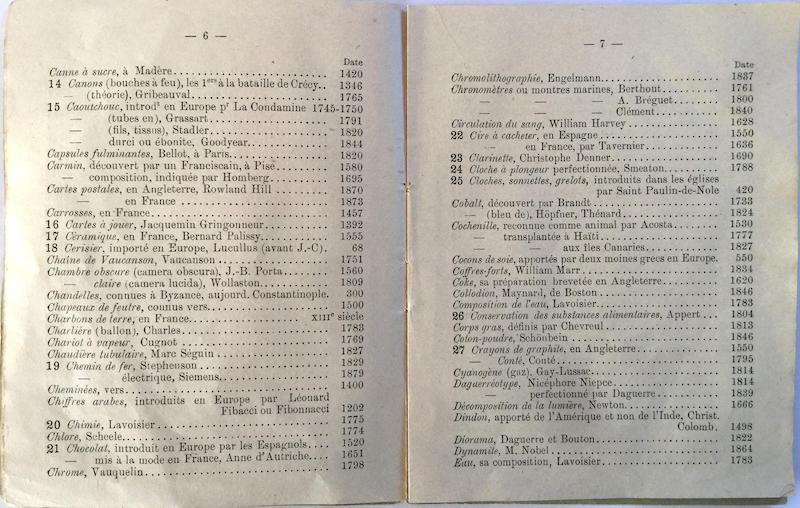 — 6 —
Date
Canne à sucre, à Madère.............................. 1420
14 Canons (bouches à feu), les 1ers à la bataille de Crécy.. 1346
— (théorie), Gribeauval............................ 1765
15 Caoutchouc, introdt en Europe pr La Condamine 1745-1750
— (tubes en), Grassart.......................... 1791
— (fils, tissus), Stadler........................ 1820
— durci ou ébonite, Goodyear.................. 1844
Capsules fulminantes, Bellot, à Paris................... 1820
Carmin, découvert par un Franciscain, à Pise........... 1580
— composition, indiquée par Homberg............ 1695
Cartes postales, en Angleterre, Rowland Hill ........... 1870
— en France ............................ 1873
Carrosses, en France.................................. 1457
16 Cartes à jouer, Jacquemin Gringonneur................ 1392
17 Céramique, en France, Bernard Palissy................ 1555
18 Cerisier, importé en Europe, Lucullus (avant J.-C). 68
Chaîne de Vaucanson, Vaucanson ..................... 1751
Chambre obscure (camera obscura), J.-B. Porta.......... 1560
— claire (camera lucida), Wollaston............ 1809
Chandelles, connues à Byzance, aujourd. Constantinople. 300
Chapeaux de feutre, connus vers....................... 1500
Charbons de terre, en France..................... XIIIe siècle
Charlière (ballon), Charles............................ 1783
Chariot à vapeur, Cugnot ............................ 1769
Chaudière tubulaire, Marc Séguin ..................... 1827
19 Chemin de fer, Stephenson ............................ 1829
— électrique, Siemens....................... 1879
Cheminées, vers...................................... 1400
Chiffres arabes, introduits en Europe par Léonard
Fibacci ou Fibonnacci 1202
20 Chimie, Lavoisier.................................... 1775
Chlore, Scheele...................................... 1774
21 Chocolat, introduit en Europe par les Espagnols........ 1520
— mis à la mode en France, Anne d'Autriche.... 1651
Chrome, Vauquelin................................... 1798
— 7 —
Date
Chromolithographie, Engelmann....................... 1837
Chronomètres ou montres marines, Berthout............ 1761
— — — A. Bréguet........... 1800
— — — Clément............ 1840
Circulation du sang, William Harvey .................. 1628
22 Cire à cacheter, en Espagne .......................... 1550
— en France, par Tavernier ............... 1636
23 Clarinette, Christophe Denner......................... 1690
24 Cloche à plongeur perfectionnée, Smeaton.............. 1788
25 Cloches, sonnettes, grelots, introduits dans les églises
par Saint Paulin-de-Nole 420
Cobalt, découvert par Brandt.......................... 1733
— (bleu de), Höpfner, Thénard................... 1824
Cochenille, reconnue comme animal par Acosta.......... 1530
— transplantée à Haïti....................... 1777
— aux îles Canaries.............. 1827
Cocons de soie, apportés par deux moines grecs en Europe. 550
Coffres-forts, William Marr ........................... 1834
Coke, sa préparation brevetée en Angleterre............ 1620
Collodion, Maynard, de Boston........................ 1846
Composition de l'eau, Lavoisier........................ 1783
26 Conservation des substances alimentaires, Appert ....... 1804
Corps gras, définis par Chevreul....................... 1813
Coton-poudre, Schönbein ............................. 1846
27 Crayons de graphite, en Angleterre.................... 1550
— Conté, Conté............................... 1795
Cyanogène (gaz), Gay-Lussac......................... 1814
Daguerréotype, Nicéphore Niepce...................... 1814
— perfectionné par Daguerre ............. 1839
Décomposition de la lumière, Newton.................. 1666
Dindon, apporté de l'Amérique et non de l'Inde, Christ.
Colomb. 1498
Diorama, Daguerre et Bouton......................... 1822
Dynamite, M. Nobel................................. 1864
Eau, sa composition, Lavoisier........................ 1783